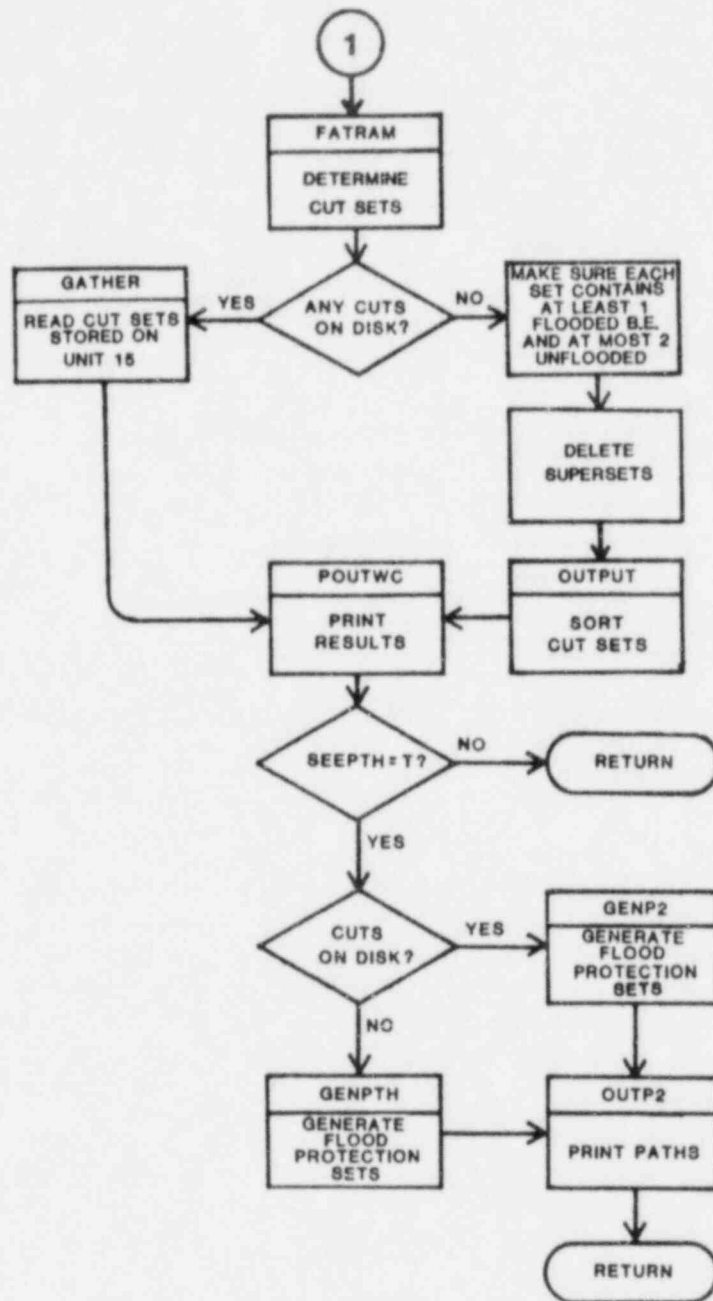 1
FATRAM
DETERMINE
CUT SETS
GATHER
READ CUT SETS
STORED ON
UNIT 15
YES
ANY CUTS
ON DISK?
NO
MAKE SURE EACH
SET CONTAINS
AT LEAST 1
FLOODED B.E.
AND AT MOST 2
UNFLOODED
DELETE
SUPERSETS
POUTWC
PRINT
RESULTS
OUTPUT
SORT
CUT SETS
SEEPTH = T?
NO
RETURN
YES
CUTS
ON DISK?
YES
GENP2
GENERATE
FLOOD
PROTECTION
SETS
NO
GENPTH
GENERATE
FLOOD
PROTECTION
SETS
OUTP2
PRINT PATHS
RETURN